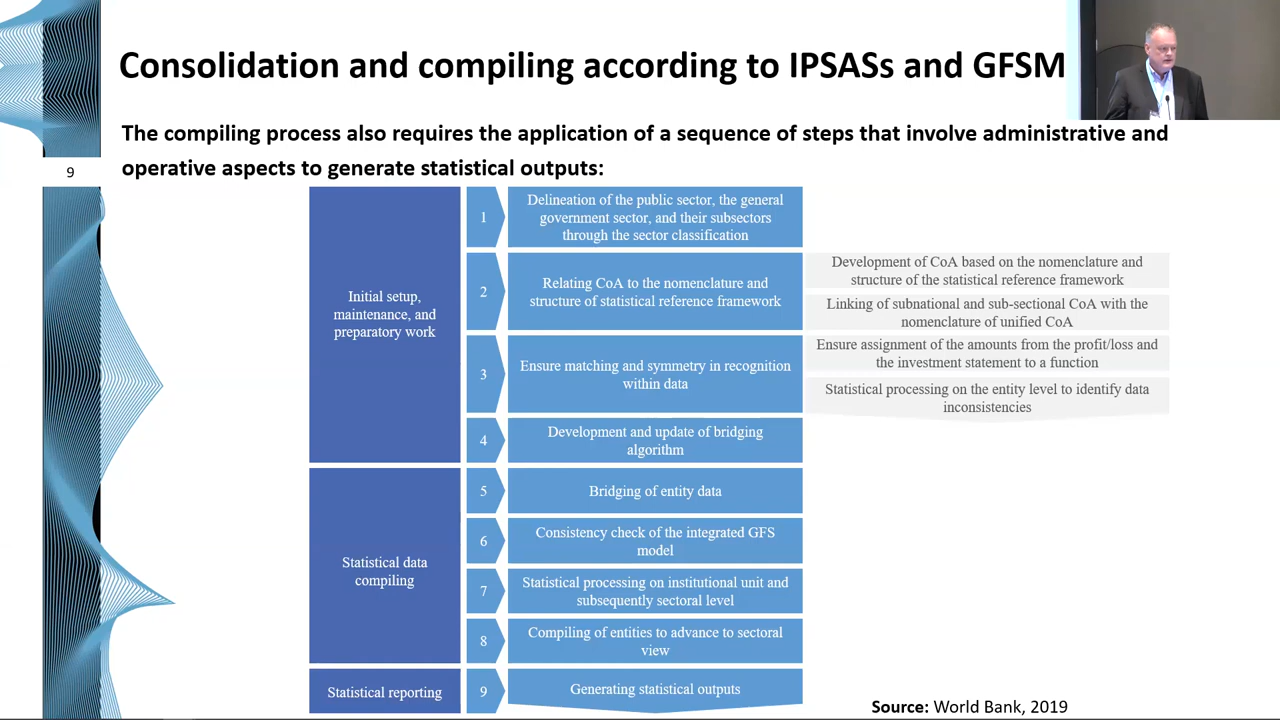 Consolidation and compiling according to IPSASs and GFSM
The compiling process also requires the application of a sequence of steps that involve administrative and
operative aspects to generate statistical outputs:
9
Initial setup,
maintenance, and
preparatory work
1
Delineation of the public sector, the general
government sector, and their subsectors
through the sector classification
2
Relating CoA to the nomenclature and
structure of statistical reference framework
Development of CoA based on the nomenclature and
structure of the statistical reference framework
Linking of subnational and sub-sectional CoA with the
nomenclature of unified CoA
3
Ensure matching and symmetry in recognition
within data
Ensure assignment of the amounts from the profit/loss and
the investment statement to a function
Statistical processing on the entity level to identify data
inconsistencies
4
Development and update of bridging
algorithm
Statistical data
compiling
5
Bridging of entity data
6
Consistency check of the integrated GFS
model
7
Statistical processing on institutional unit and
subsequently sectoral level
8
Compiling of entities to advance to sectoral
view
Statistical reporting
9
Generating statistical outputs
Source: World Bank, 2019